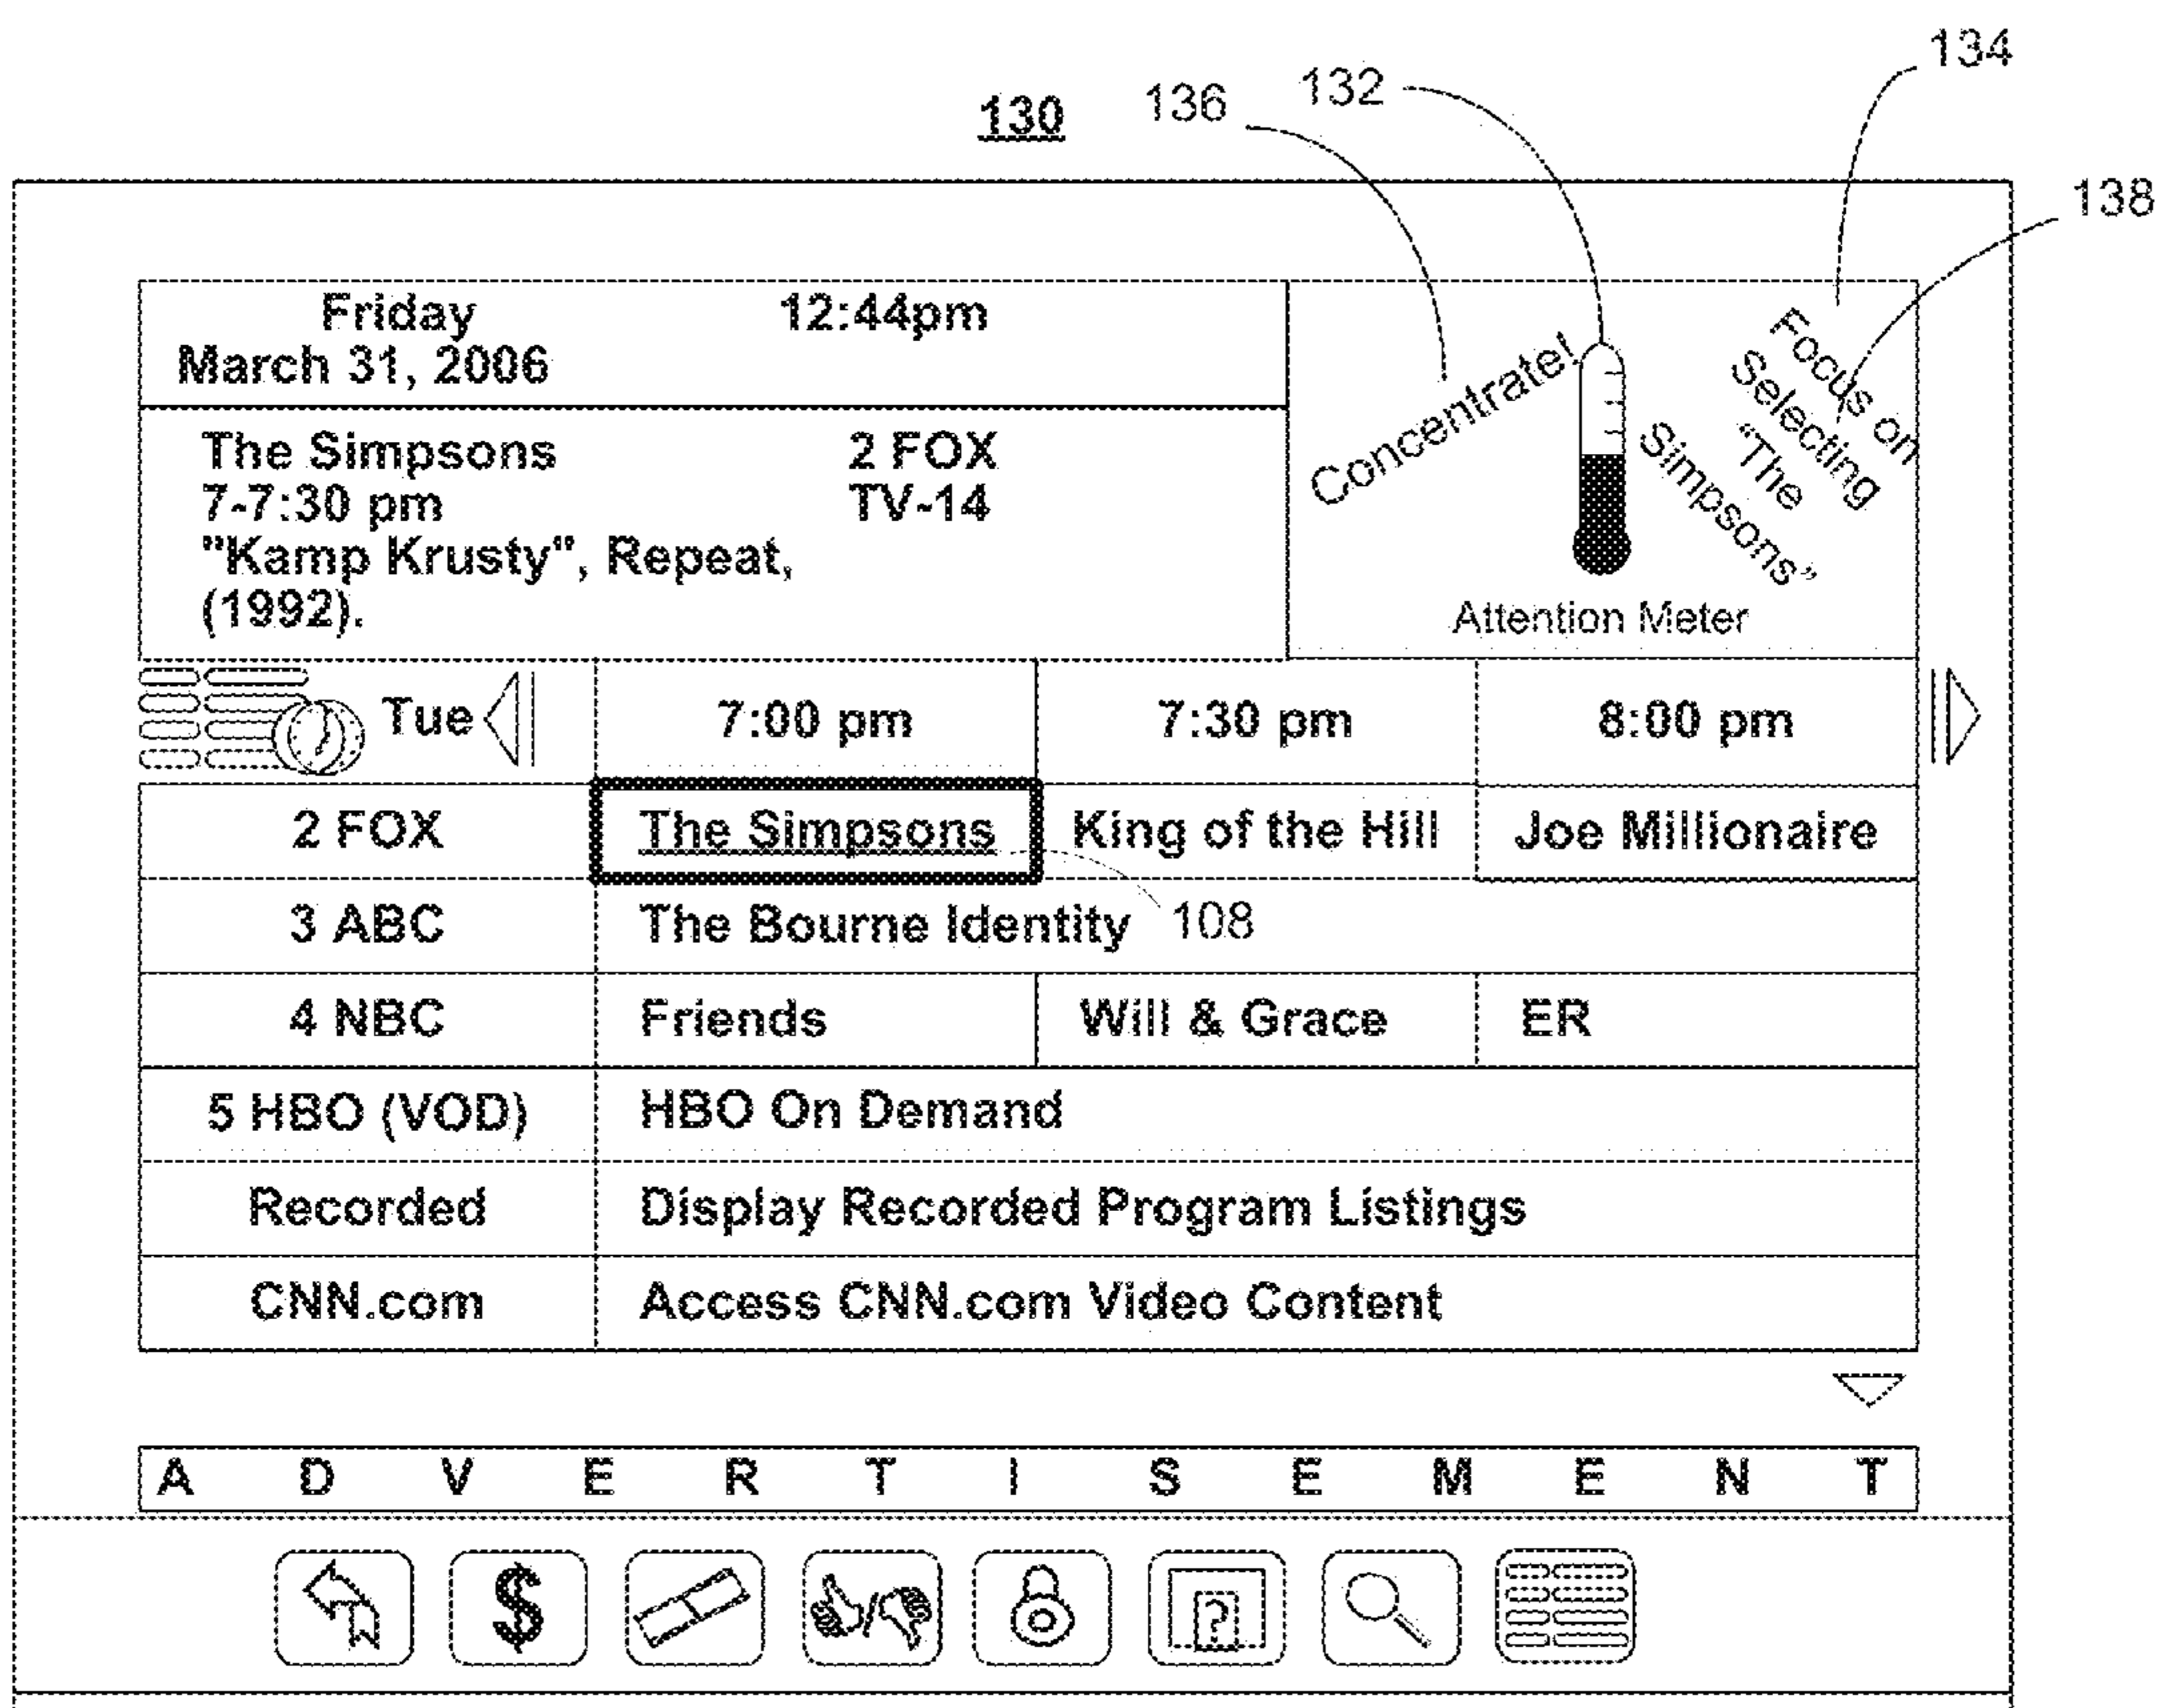 134
130 136 132
138
Friday 12:44pm
March 31, 2006
The Simpsons 2 FOX
7-7:30 pm TV-14
"Kamp Krusty", Repeat,
(1992).
Concentrate!
Focus on
Selecting
“The
Simpsons”
Attention Meter
Tue 7:00 pm 7:30 pm 8:00 pm
2 FOX The Simpsons King of the Hill Joe Millionaire
3 ABC The Bourne Identity 108
4 NBC Friends Will & Grace ER
5 HBO (VOD) HBO On Demand
Recorded Display Recorded Program Listings
CNN.com Access CNN.com Video Content
A D V E R T I S E M E N T
$ / ?